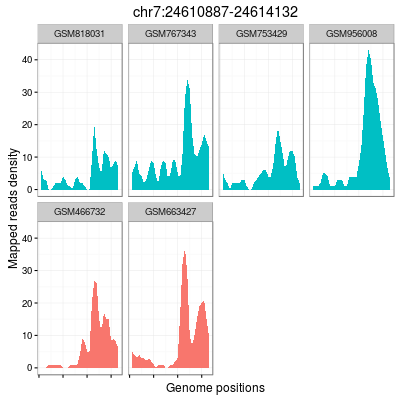 chr7:24610887-24614132
GSM818031 GSM767343 GSM753429 GSM956008
40
30
20
10
0
Mapped reads density
GSM466732 GSM663427
40
30
20
10
0
Genome positions